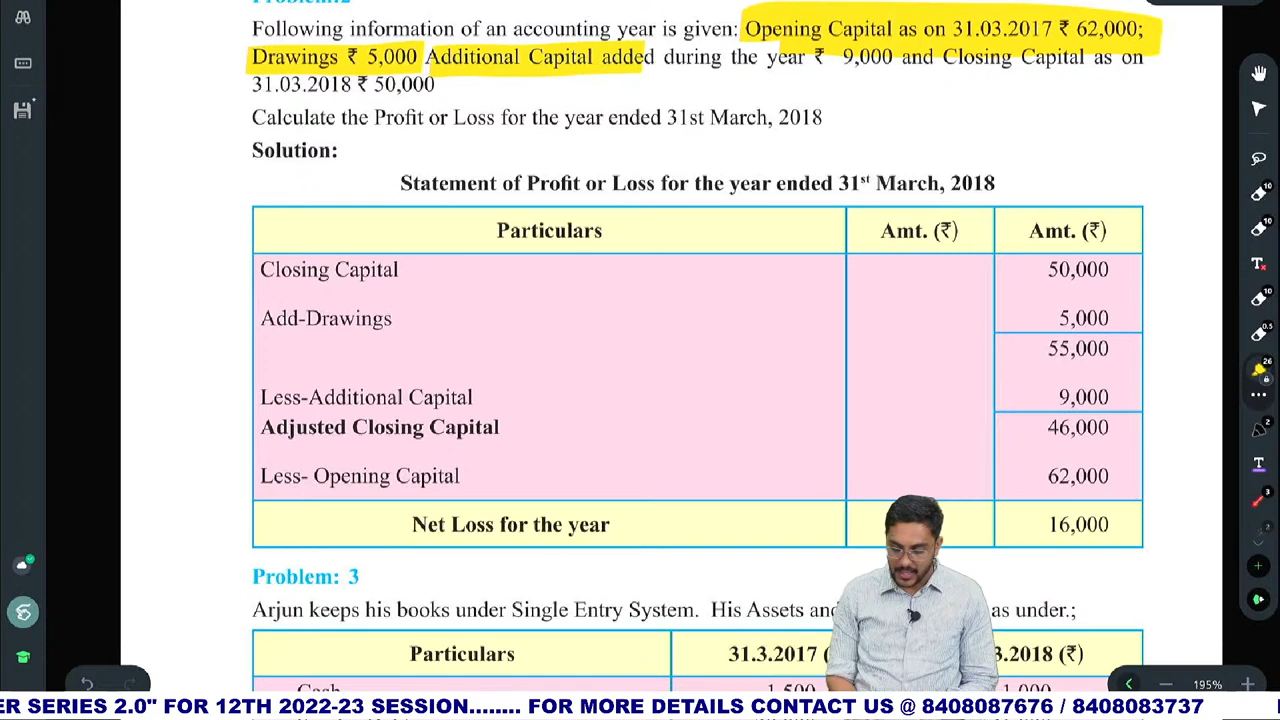 Following information of an accounting year is given: Opening Capital as on 31.03.2017 ₹ 62,000;
Drawings ₹ 5,000 Additional Capital added during the year ₹ 9,000 and Closing Capital as on
31.03.2018 ₹ 50,000
Calculate the Profit or Loss for the year ended 31st March, 2018
Solution:
Statement of Profit or Loss for the year ended 31st March, 2018
Particulars Amt. (₹) Amt. (₹)
Closing Capital 50,000
Add-Drawings 5,000
55,000
Less-Additional Capital 9,000
Adjusted Closing Capital 46,000
Less- Opening Capital 62,000
Net Loss for the year 16,000
Problem: 3
Arjun keeps his books under Single Entry System. His Assets and as under.;
Particulars 31.3.2017 ( 3.2018 (₹)
Cash 1,500 1,000
195%
ER SERIES 2.0" FOR 12TH 2022-23 SESSION........ FOR MORE DETAILS CONTACT US @ 8408087676 / 8408083737